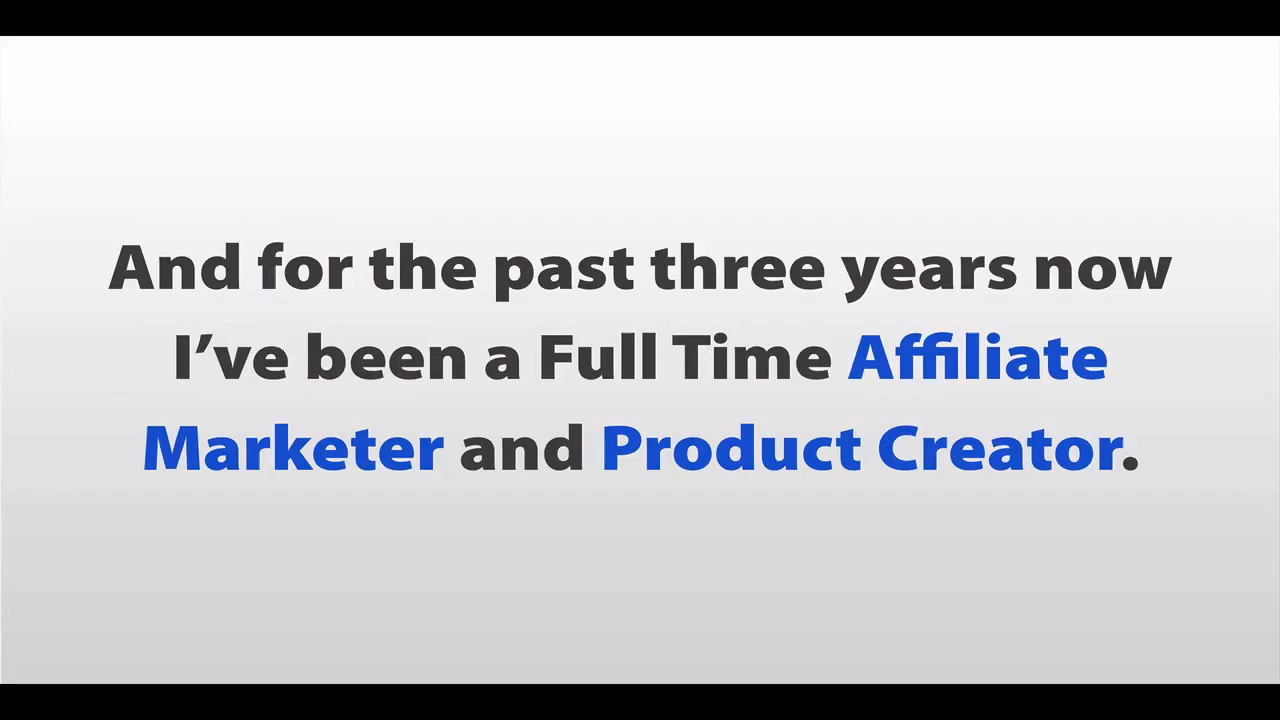 And for the past three years now
I’ve been a Full Time Affiliate
Marketer and Product Creator.